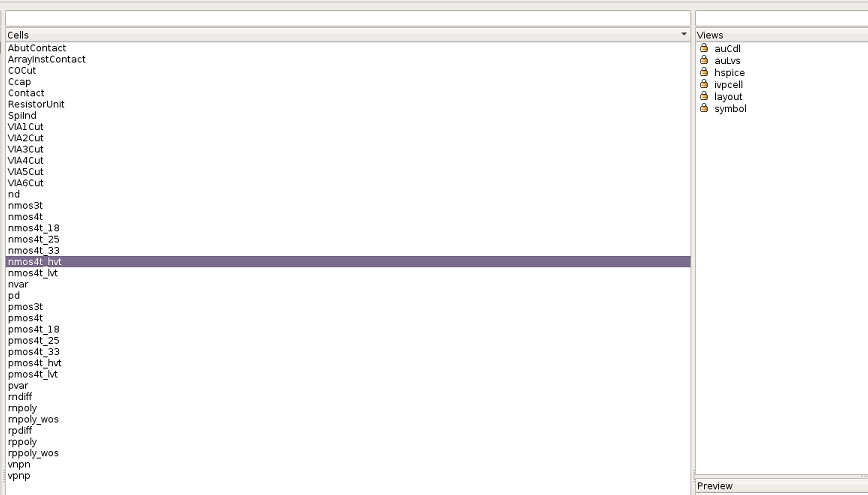 Cells
AbutContact
ArrayInstContact
COCut
Ccap
Contact
ResistorUnit
SpiInd
VIA1Cut
VIA2Cut
VIA3Cut
VIA4Cut
VIA5Cut
VIA6Cut
nd
nmos3t
nmos4t
nmos4t_18
nmos4t_25
nmos4t_33
nmos4t_hvt
nmos4t_lvt
nvar
pd
pmos3t
pmos4t
pmos4t_18
pmos4t_25
pmos4t_33
pmos4t_hvt
pmos4t_lvt
pvar
rndiff
rnpoly
rnpoly_wos
rpdiff
rppoly
rppoly_wos
vnpn
vpnp
Views
auCdl
auLvs
hspice
ivpcell
layout
symbol
Preview